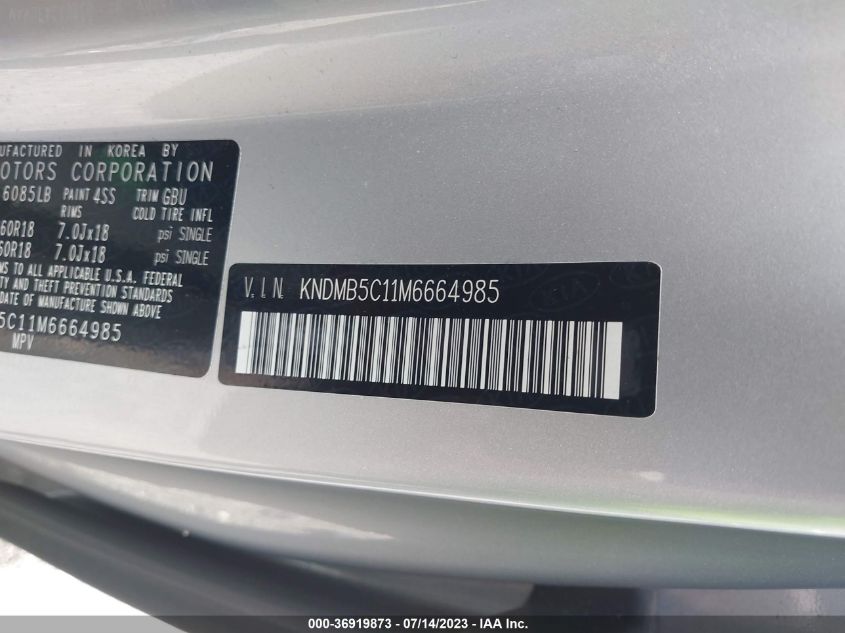 UFACTURED IN KOREA BY
OTORS CORPORATION
6085LB PAINT 4SS TRIM GBU
RIMS COLD TIRE INFL
60R18 7.0Jx18 psi SINGLE
60R18 7.0Jx18 psi SINGLE
MS TO ALL APPLICABLE U.S.A. FEDERAL
TY AND THEFT PREVENTION STANDARDS
DATE OF MANUFACTURE SHOWN ABOVE
5C11M6664985
MPV
V.I.N. KNDMB5C11M6664985
KIA
000-36919873 - 07/14/2023 - IAA Inc.